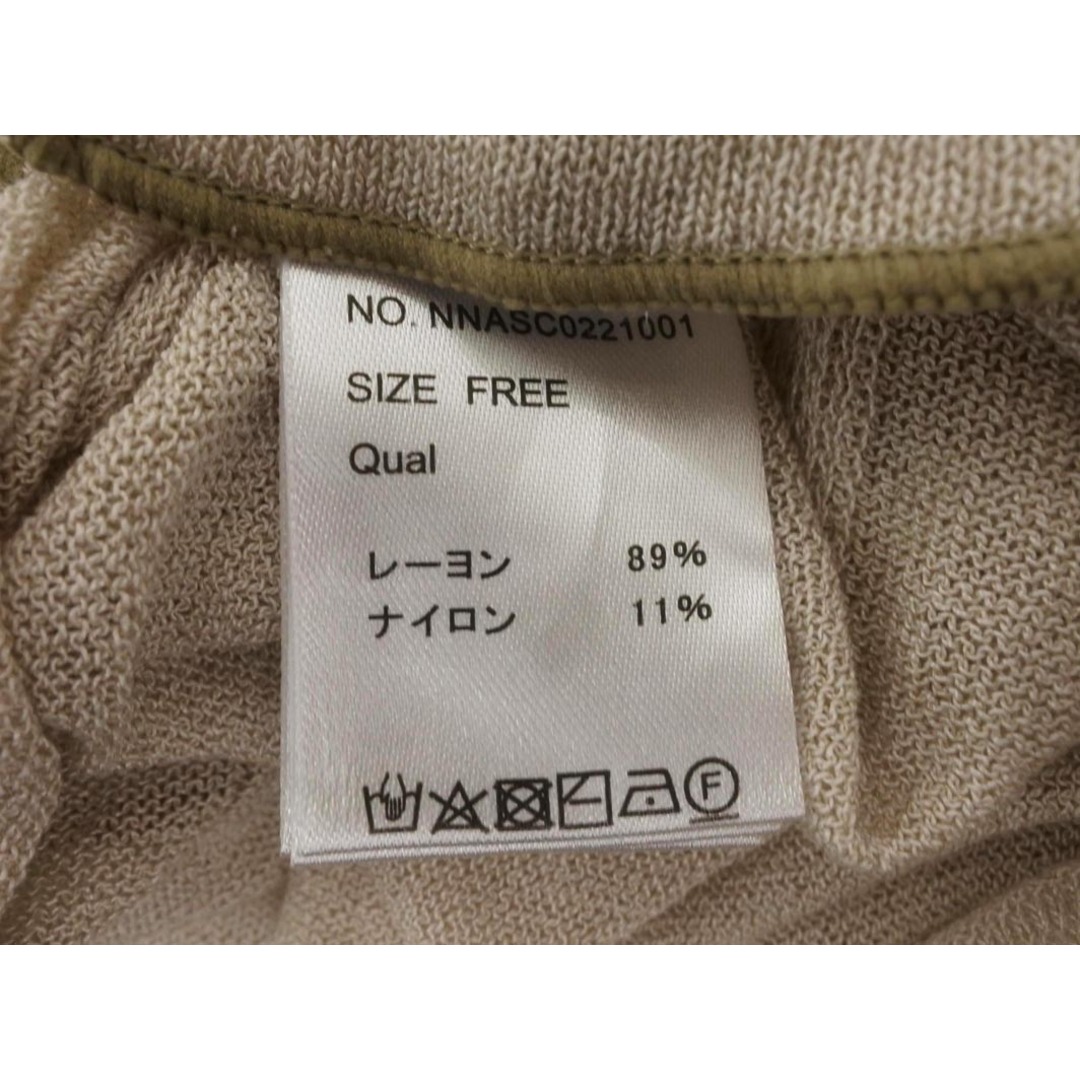 NO. NNASC0221001
SIZE FREE
Qual
レーヨン 89%
ナイロン 11%
F